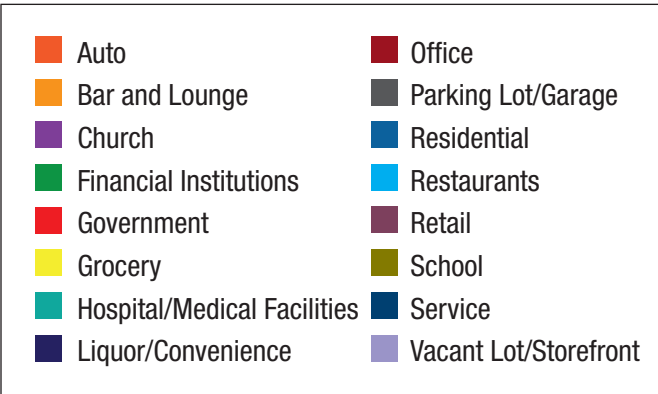 Auto
Bar and Lounge
Church
Financial Institutions
Government
Grocery
Hospital/Medical Facilities
Liquor/Convenience
Office
Parking Lot/Garage
Residential
Restaurants
Retail
School
Service
Vacant Lot/Storefront